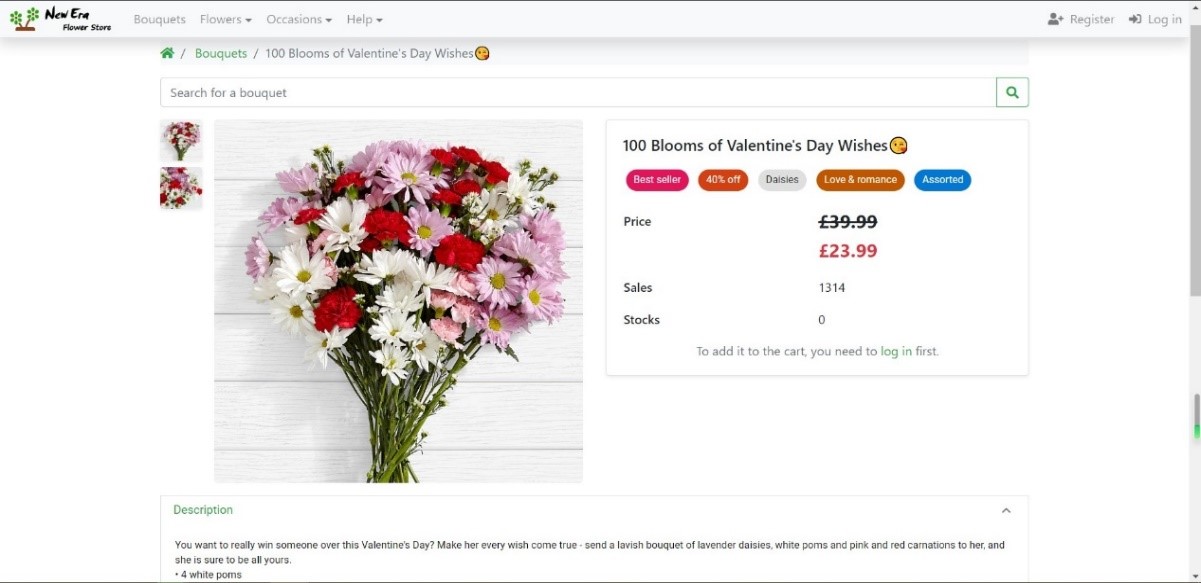 New Era
Flower Store
Bouquets Flowers Occasions Help
Register Log in
/ Bouquets / 100 Blooms of Valentine's Day Wishes😘
Search for a bouquet
100 Blooms of Valentine's Day Wishes😘
Best seller 40% off Daisies Love & romance Assorted
Price £39.99
£23.99
Sales 1314
Stocks 0
To add it to the cart, you need to log in first.
Description
You want to really win someone over this Valentine's Day? Make her every wish come true - send a lavish bouquet of lavender daisies, white poms and pink and red carnations to her, and
she is sure to be all yours.
• 4 white poms